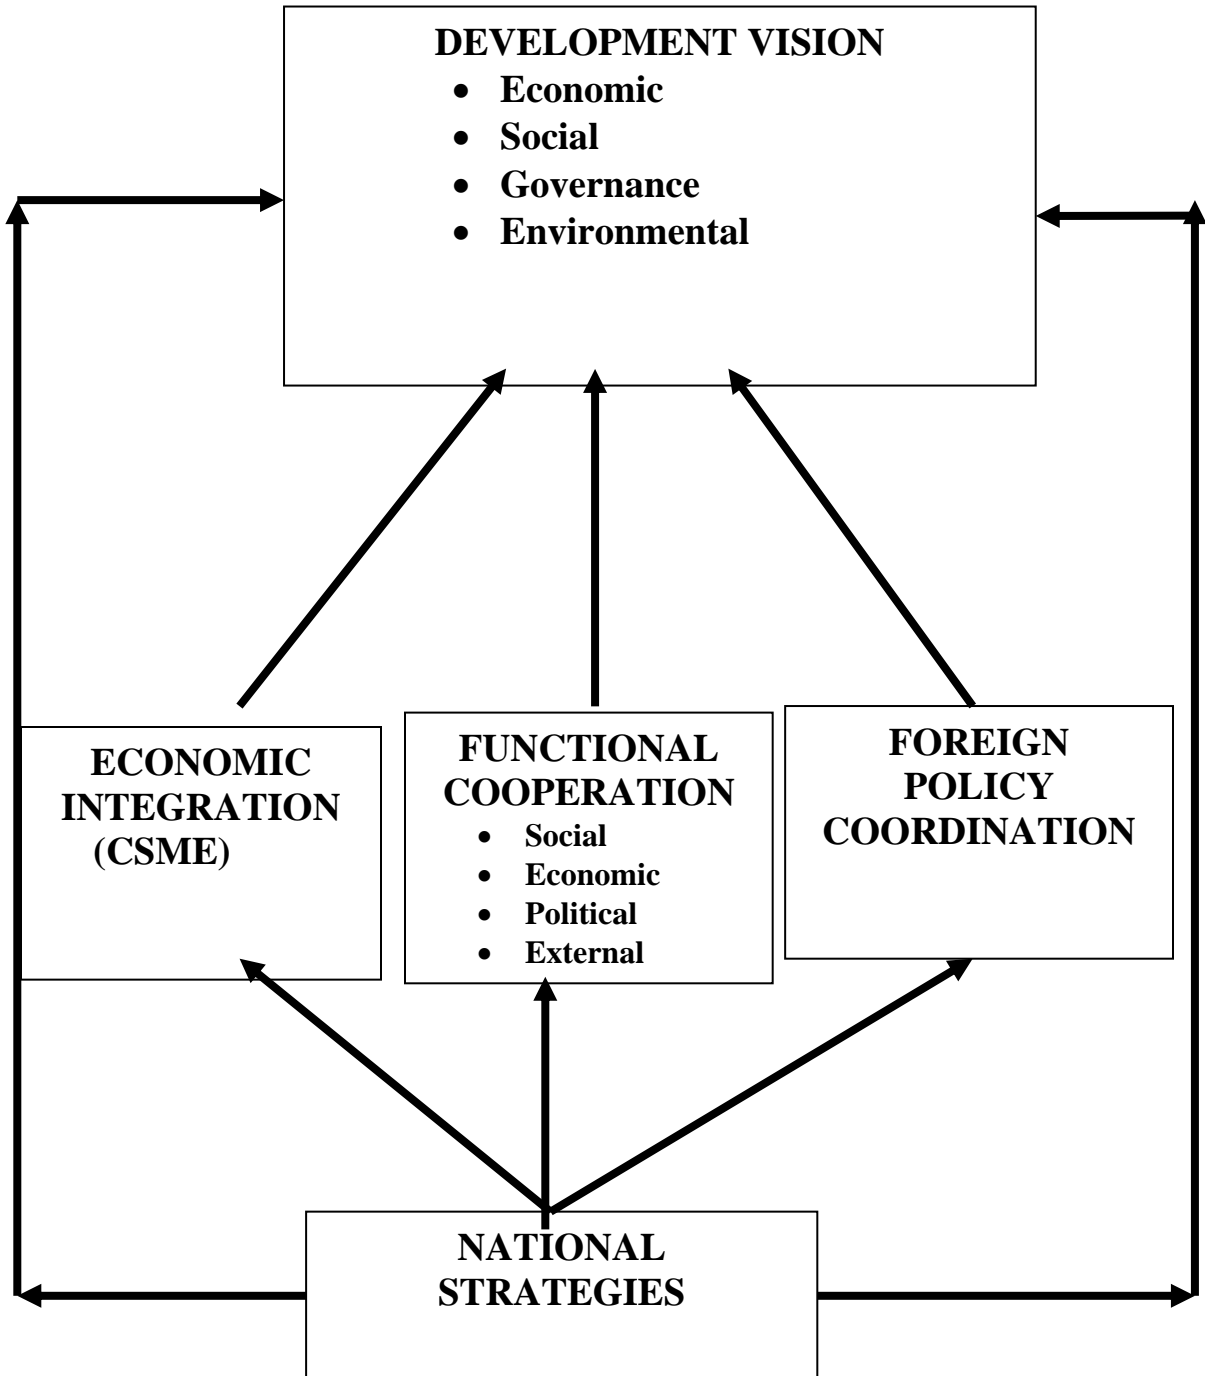 DEVELOPMENT VISION
• Economic
• Social
• Governance
• Environmental
ECONOMIC
INTEGRATION
(CSME)
FUNCTIONAL
COOPERATION
• Social
• Economic
• Political
• External
FOREIGN
POLICY
COORDINATION
NATIONAL
STRATEGIES